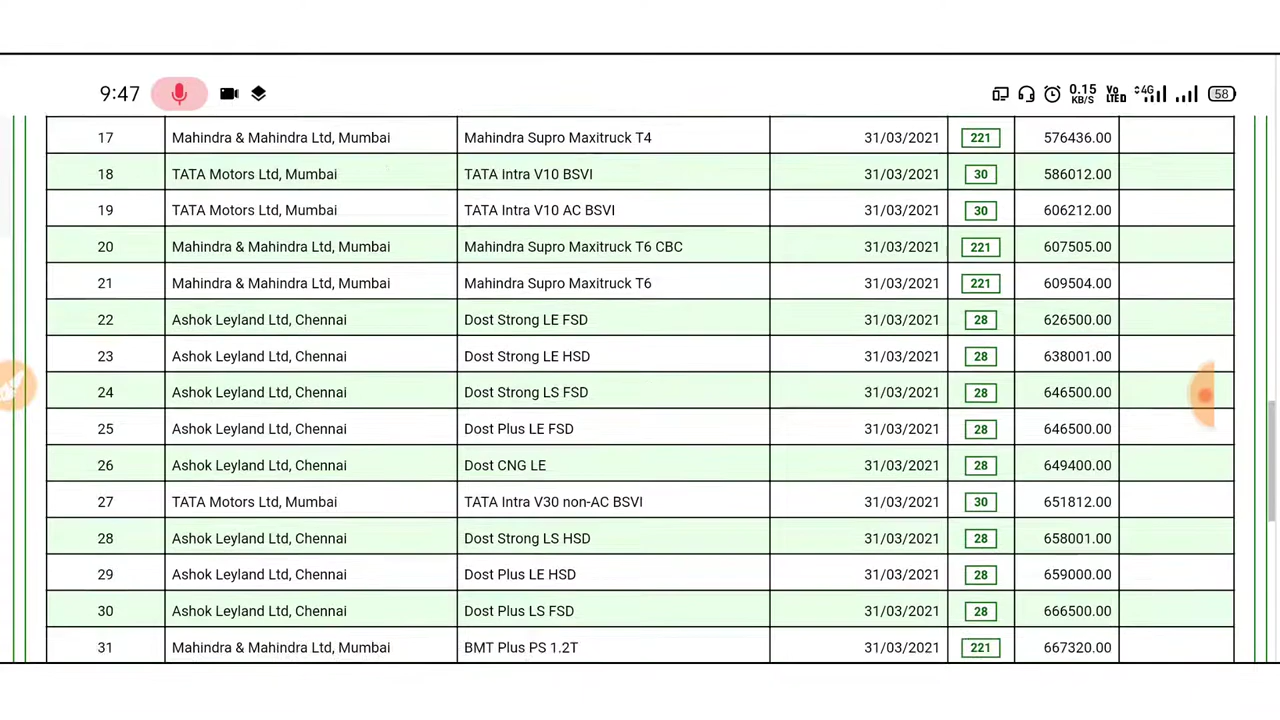 9:47 0.15 KB/S Vo LTE 4G 58
17 Mahindra & Mahindra Ltd, Mumbai Mahindra Supro Maxitruck T4 31/03/2021 221 576436.00
18 TATA Motors Ltd, Mumbai TATA Intra V10 BSVI 31/03/2021 30 586012.00
19 TATA Motors Ltd, Mumbai TATA Intra V10 AC BSVI 31/03/2021 30 606212.00
20 Mahindra & Mahindra Ltd, Mumbai Mahindra Supro Maxitruck T6 CBC 31/03/2021 221 607505.00
21 Mahindra & Mahindra Ltd, Mumbai Mahindra Supro Maxitruck T6 31/03/2021 221 609504.00
22 Ashok Leyland Ltd, Chennai Dost Strong LE FSD 31/03/2021 28 626500.00
23 Ashok Leyland Ltd, Chennai Dost Strong LE HSD 31/03/2021 28 638001.00
24 Ashok Leyland Ltd, Chennai Dost Strong LS FSD 31/03/2021 28 646500.00
25 Ashok Leyland Ltd, Chennai Dost Plus LE FSD 31/03/2021 28 646500.00
26 Ashok Leyland Ltd, Chennai Dost CNG LE 31/03/2021 28 649400.00
27 TATA Motors Ltd, Mumbai TATA Intra V30 non-AC BSVI 31/03/2021 30 651812.00
28 Ashok Leyland Ltd, Chennai Dost Strong LS HSD 31/03/2021 28 658001.00
29 Ashok Leyland Ltd, Chennai Dost Plus LE HSD 31/03/2021 28 659000.00
30 Ashok Leyland Ltd, Chennai Dost Plus LS FSD 31/03/2021 28 666500.00
31 Mahindra & Mahindra Ltd, Mumbai BMT Plus PS 1.2T 31/03/2021 221 667320.00